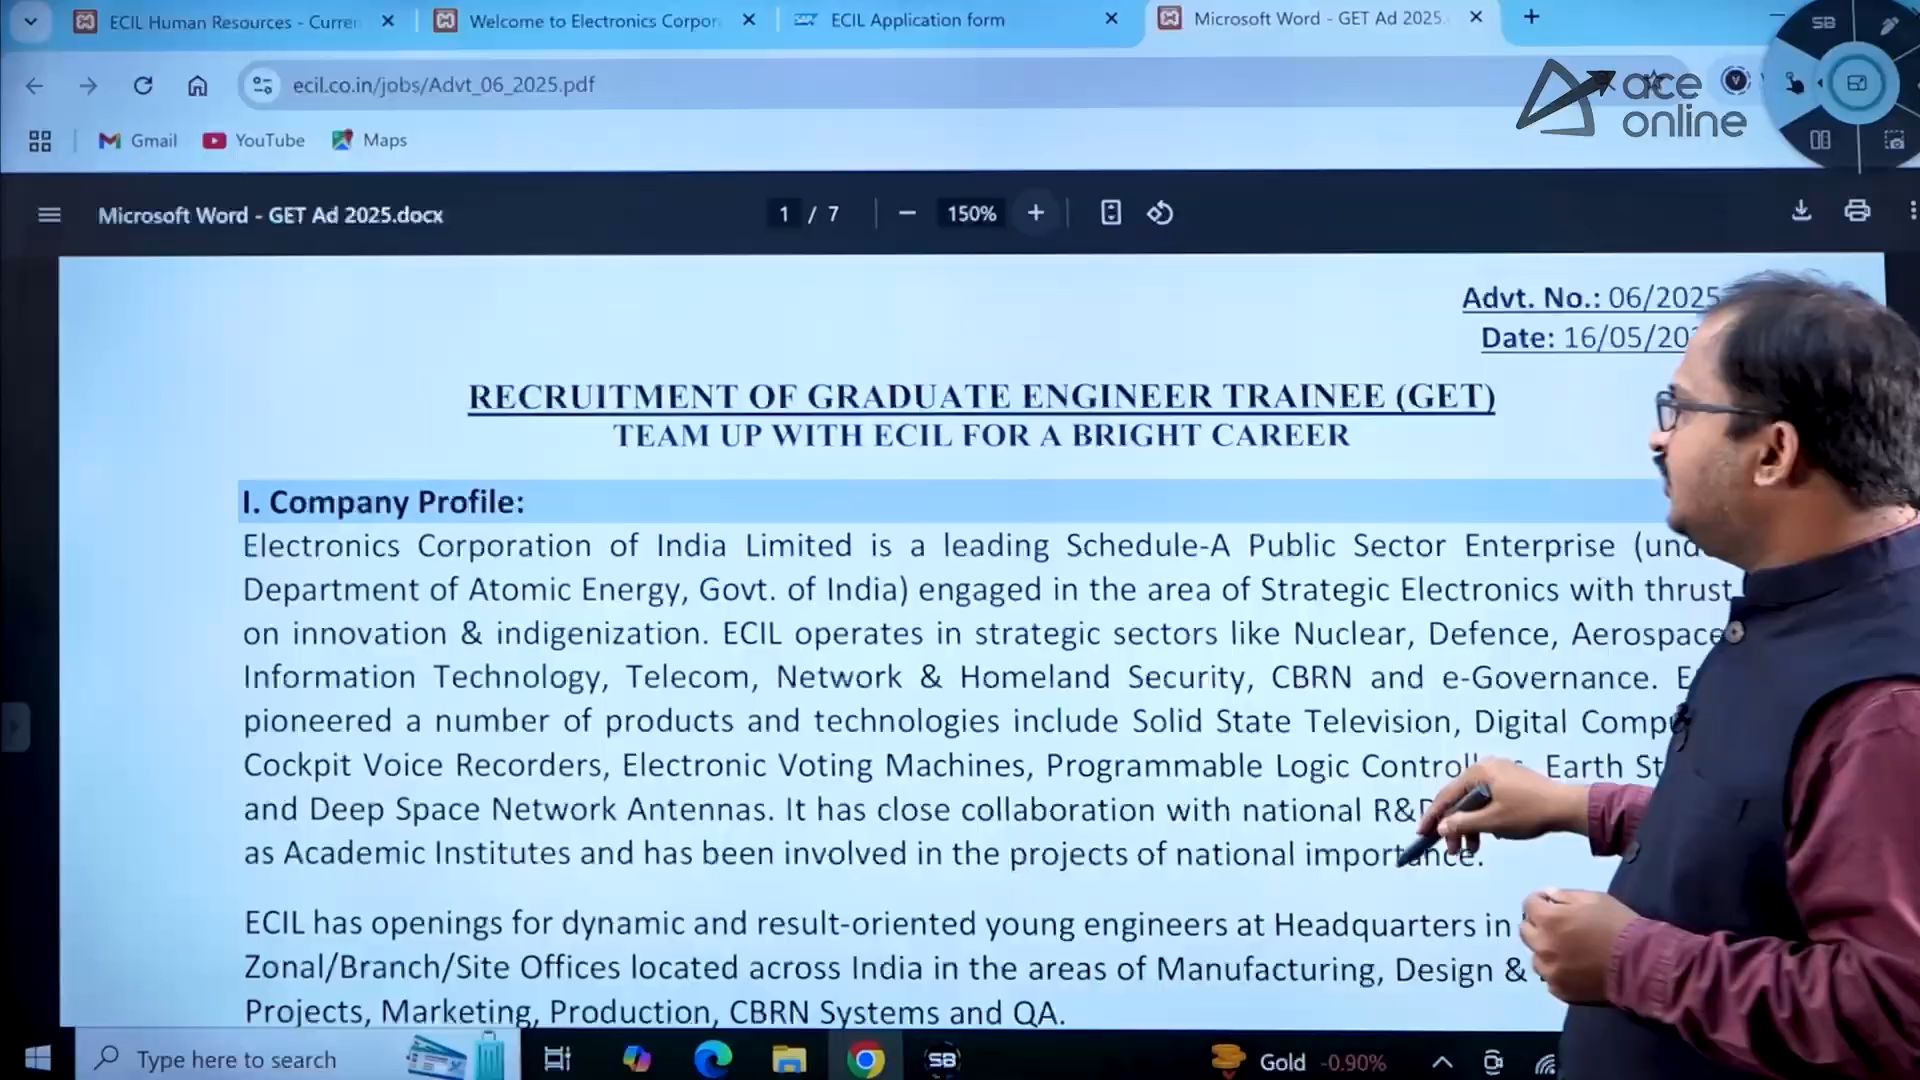 ECIL Human Resources - Curren
Welcome to Electronics Corpor
SAP ECIL Application form
Microsoft Word - GET Ad 2025.
SB
ecil.co.in/jobs/Advt_06_2025.pdf
ace
online
Gmail YouTube Maps
Microsoft Word - GET Ad 2025.docx
1 / 7
150%
Advt. No.: 06/2025
Date: 16/05/20
RECRUITMENT OF GRADUATE ENGINEER TRAINEE (GET)
TEAM UP WITH ECIL FOR A BRIGHT CAREER
I. Company Profile:
Electronics Corporation of India Limited is a leading Schedule-A Public Sector Enterprise (und
Department of Atomic Energy, Govt. of India) engaged in the area of Strategic Electronics with thrust
on innovation & indigenization. ECIL operates in strategic sectors like Nuclear, Defence, Aerospace
Information Technology, Telecom, Network & Homeland Security, CBRN and e-Governance.
pioneered a number of products and technologies include Solid State Television, Digital Compu
Cockpit Voice Recorders, Electronic Voting Machines, Programmable Logic Control Earth St
and Deep Space Network Antennas. It has close collaboration with national R&D
as Academic Institutes and has been involved in the projects of national importance.
ECIL has openings for dynamic and result-oriented young engineers at Headquarters in
Zonal/Branch/Site Offices located across India in the areas of Manufacturing, Design &
Projects, Marketing, Production, CBRN Systems and QA.
Type here to search
SB
Gold -0.90%